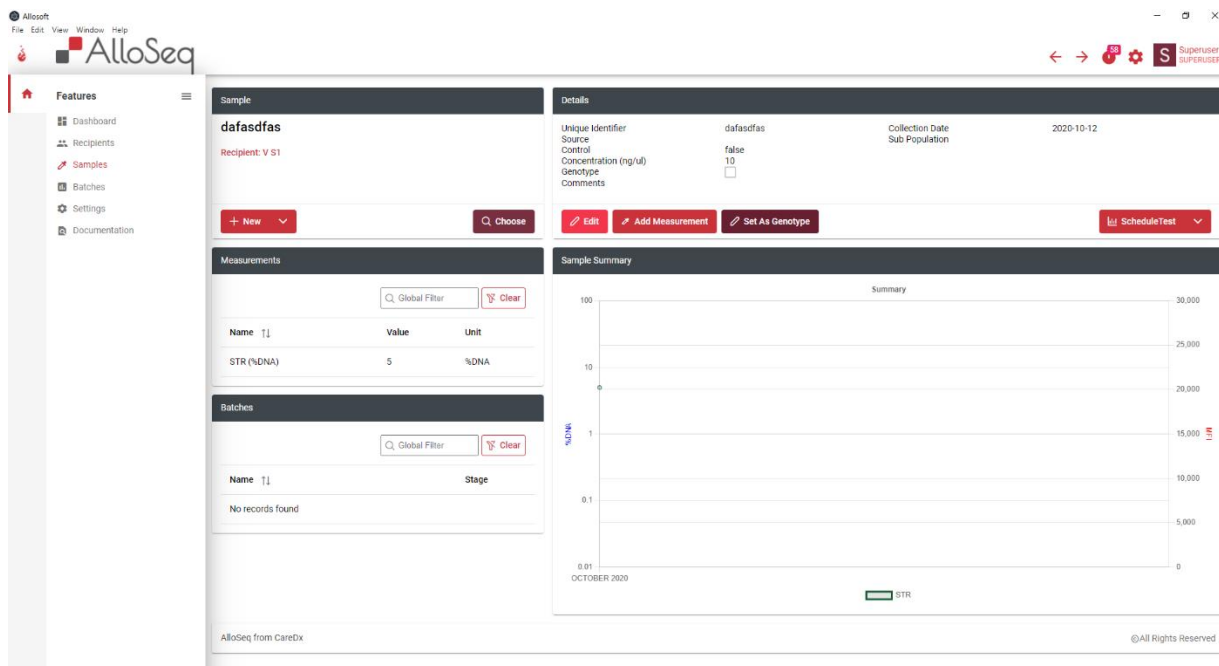 Allosoft
File Edit View Window Help
AlloSeq
58
S
Superuser
SUPERUSER
Features
Dashboard
Recipients
Samples
Batches
Settings
Documentation
Sample
dafasdfas
Recipient: V S1
+ New
Choose
Details
Unique Identifier dafasdfas Collection Date 2020-10-12
Source Sub Population
Control false
Concentration (ng/ul) 10
Genotype
Comments
Edit
Add Measurement
Set As Genotype
ScheduleTest
Measurements
Global Filter
Clear
Name Value Unit
STR (%DNA) 5 %DNA
Batches
Global Filter
Clear
Name Stage
No records found
Sample Summary
Summary
100
10
1
0.1
0.01
%DNA
30,000
25,000
20,000
15,000
10,000
5,000
0
MFI
OCTOBER 2020
STR
AlloSeq from CareDx
©All Rights Reserved